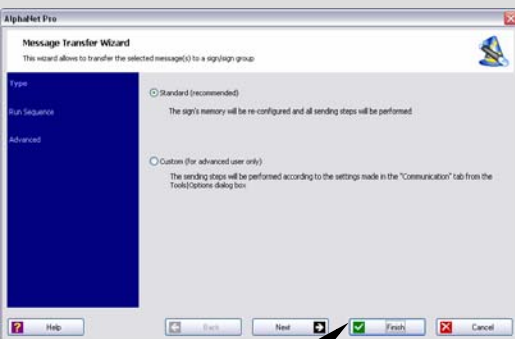 AlphaNet Pro
Message Transfer Wizard
This wizard allows to transfer the selected message(s) to a sign/sign group
Type
Run Sequence
Advanced
Standard (recommended)
The sign's memory will be re-configured and all sending steps will be performed
Custom (for advanced user only)
The sending steps will be performed according to the settings made in the "Communication" tab from the
Tools|Options dialog box
Help
Back
Next
Finish
Cancel